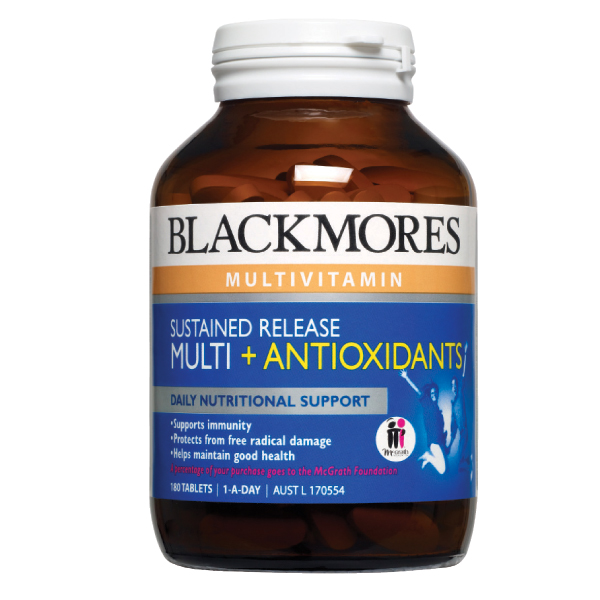 BLACKMORES
MULTIVITAMIN
SUSTAINED RELEASE
MULTI + ANTIOXIDANTS
DAILY NUTRITIONAL SUPPORT
•Supports immunity
•Protects from free radical damage
•Helps maintain good health
A percentage of your purchase goes to the McGrath Foundation
180 TABLETS | 1-A-DAY | AUST L 170554